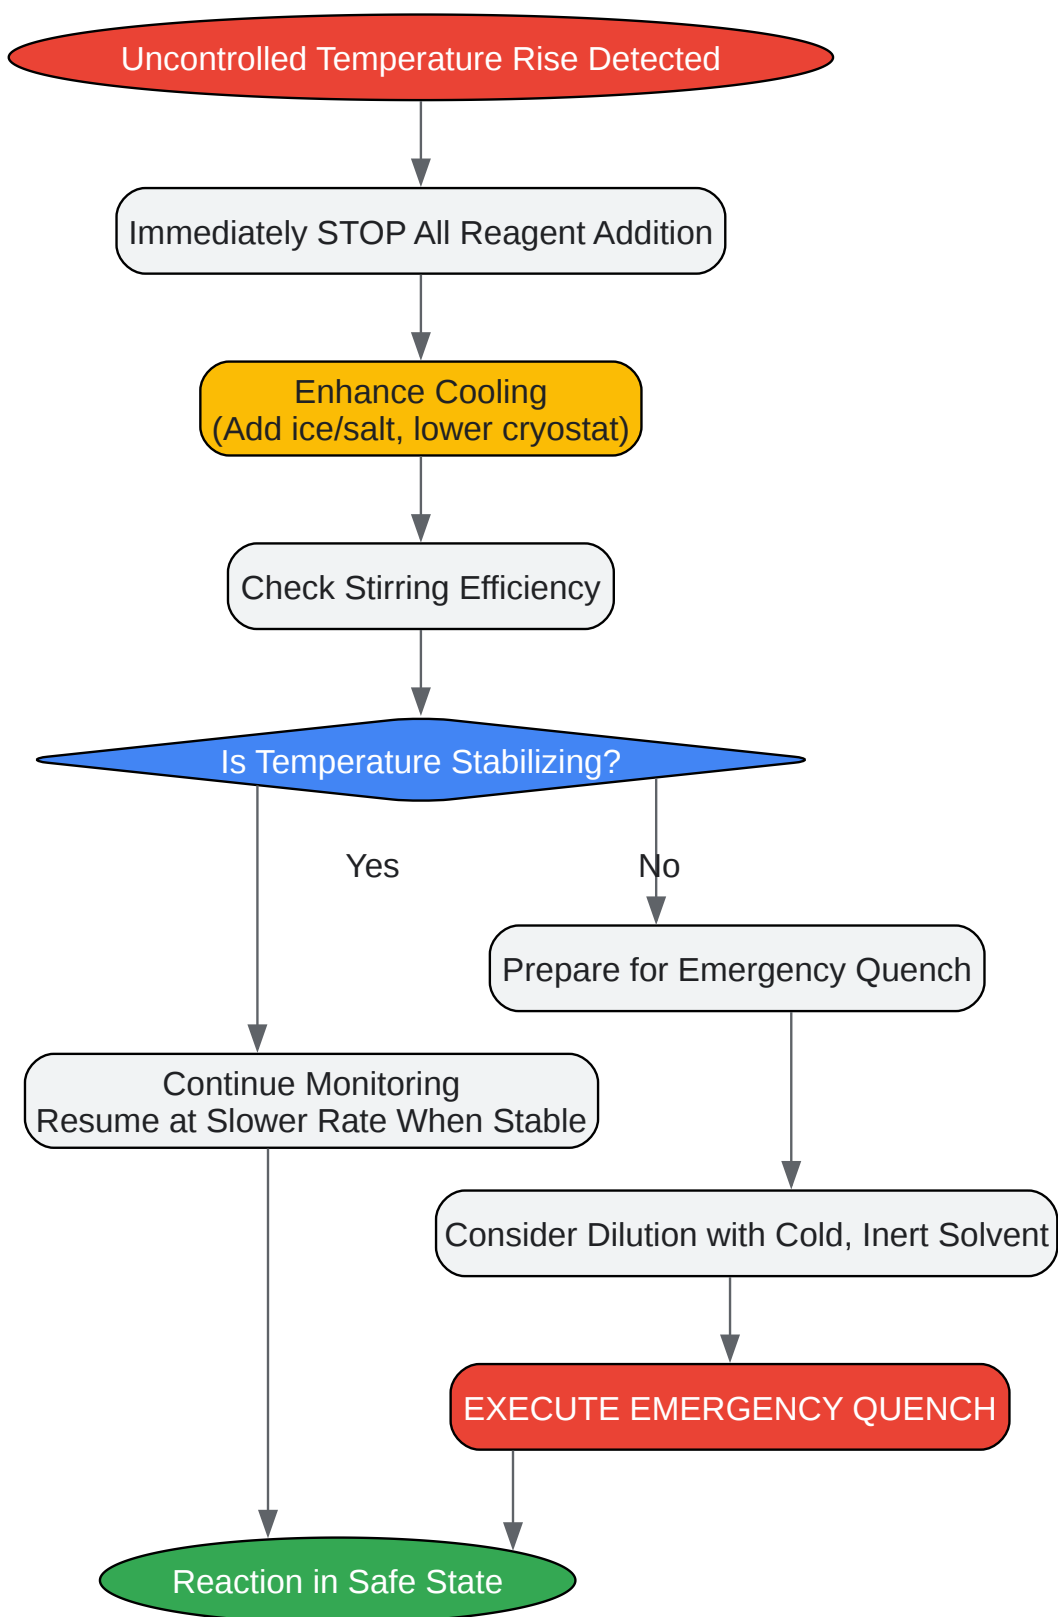 Uncontrolled Temperature Rise Detected
Immediately STOP All Reagent Addition
Enhance Cooling
(Add ice/salt, lower cryostat)
Check Stirring Efficiency
Is Temperature Stabilizing?
Yes
No
Prepare for Emergency Quench
Continue Monitoring
Resume at Slower Rate When Stable
Consider Dilution with Cold, Inert Solvent
EXECUTE EMERGENCY QUENCH
Reaction in Safe State